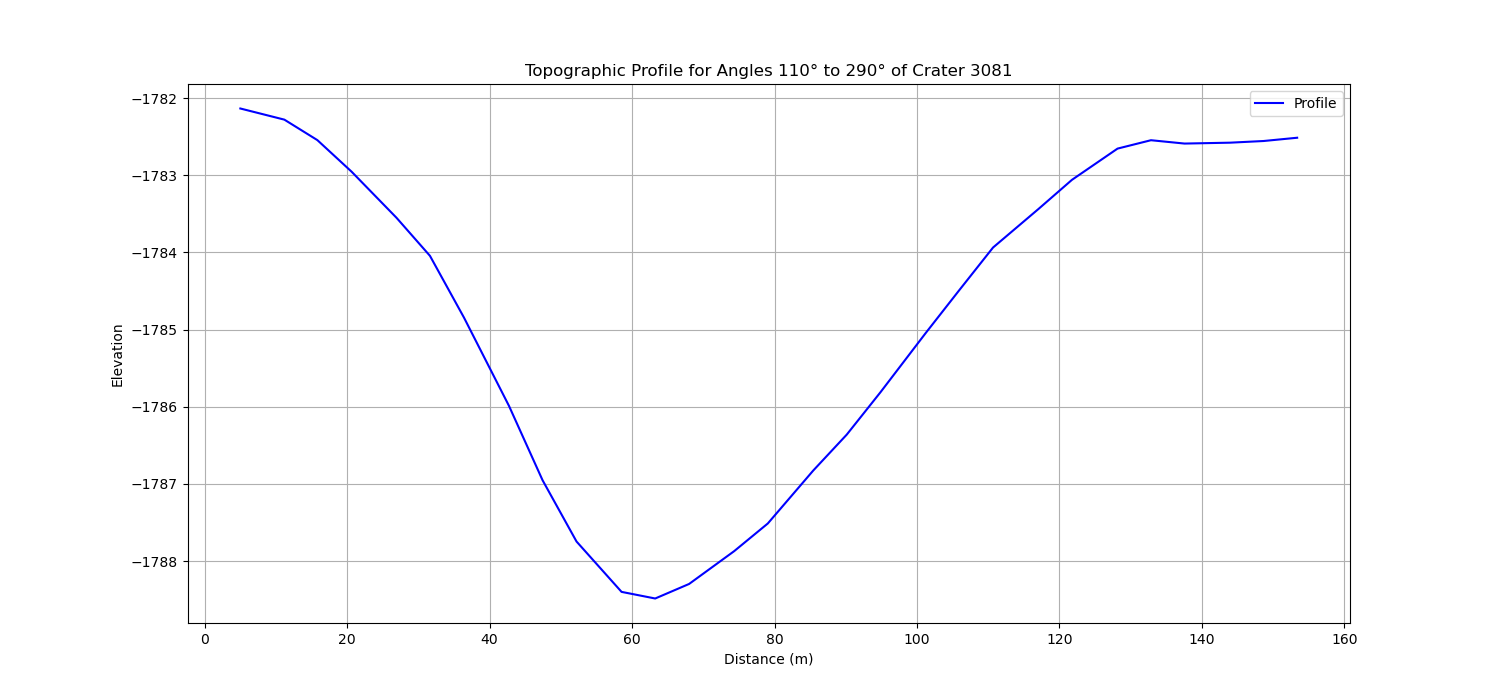 Topographic Profile for Angles 110° to 290° of Crater 3081
Profile
Elevation
−1782
−1783
−1784
−1785
−1786
−1787
−1788
0 20 40 60 80 100 120 140 160
Distance (m)